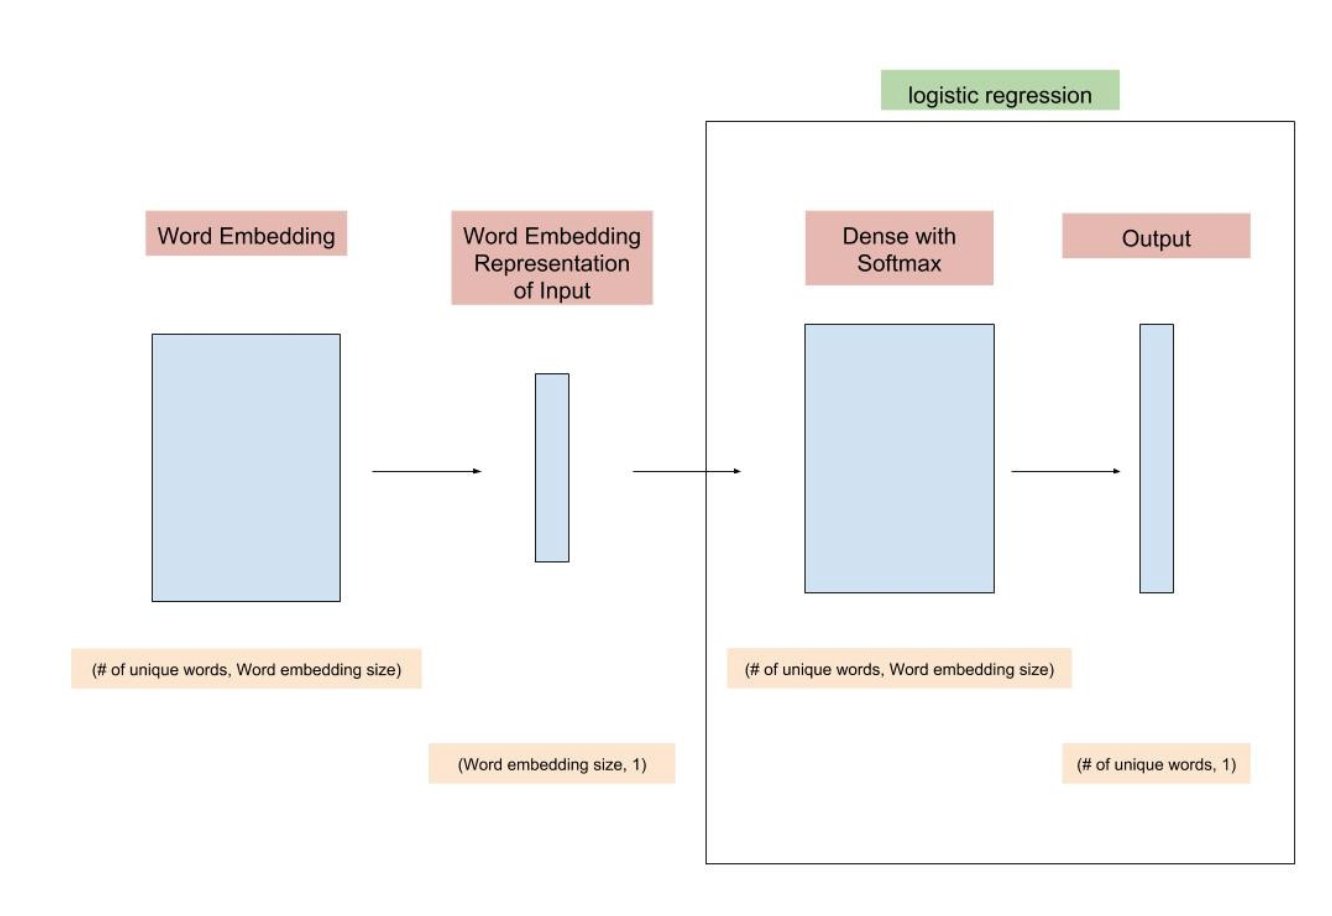 logistic regression
Word Embedding
Word Embedding
Representation
of Input
Dense with
Softmax
Output
(# of unique words, Word embedding size)
(# of unique words, Word embedding size)
(Word embedding size, 1)
(# of unique words, 1)